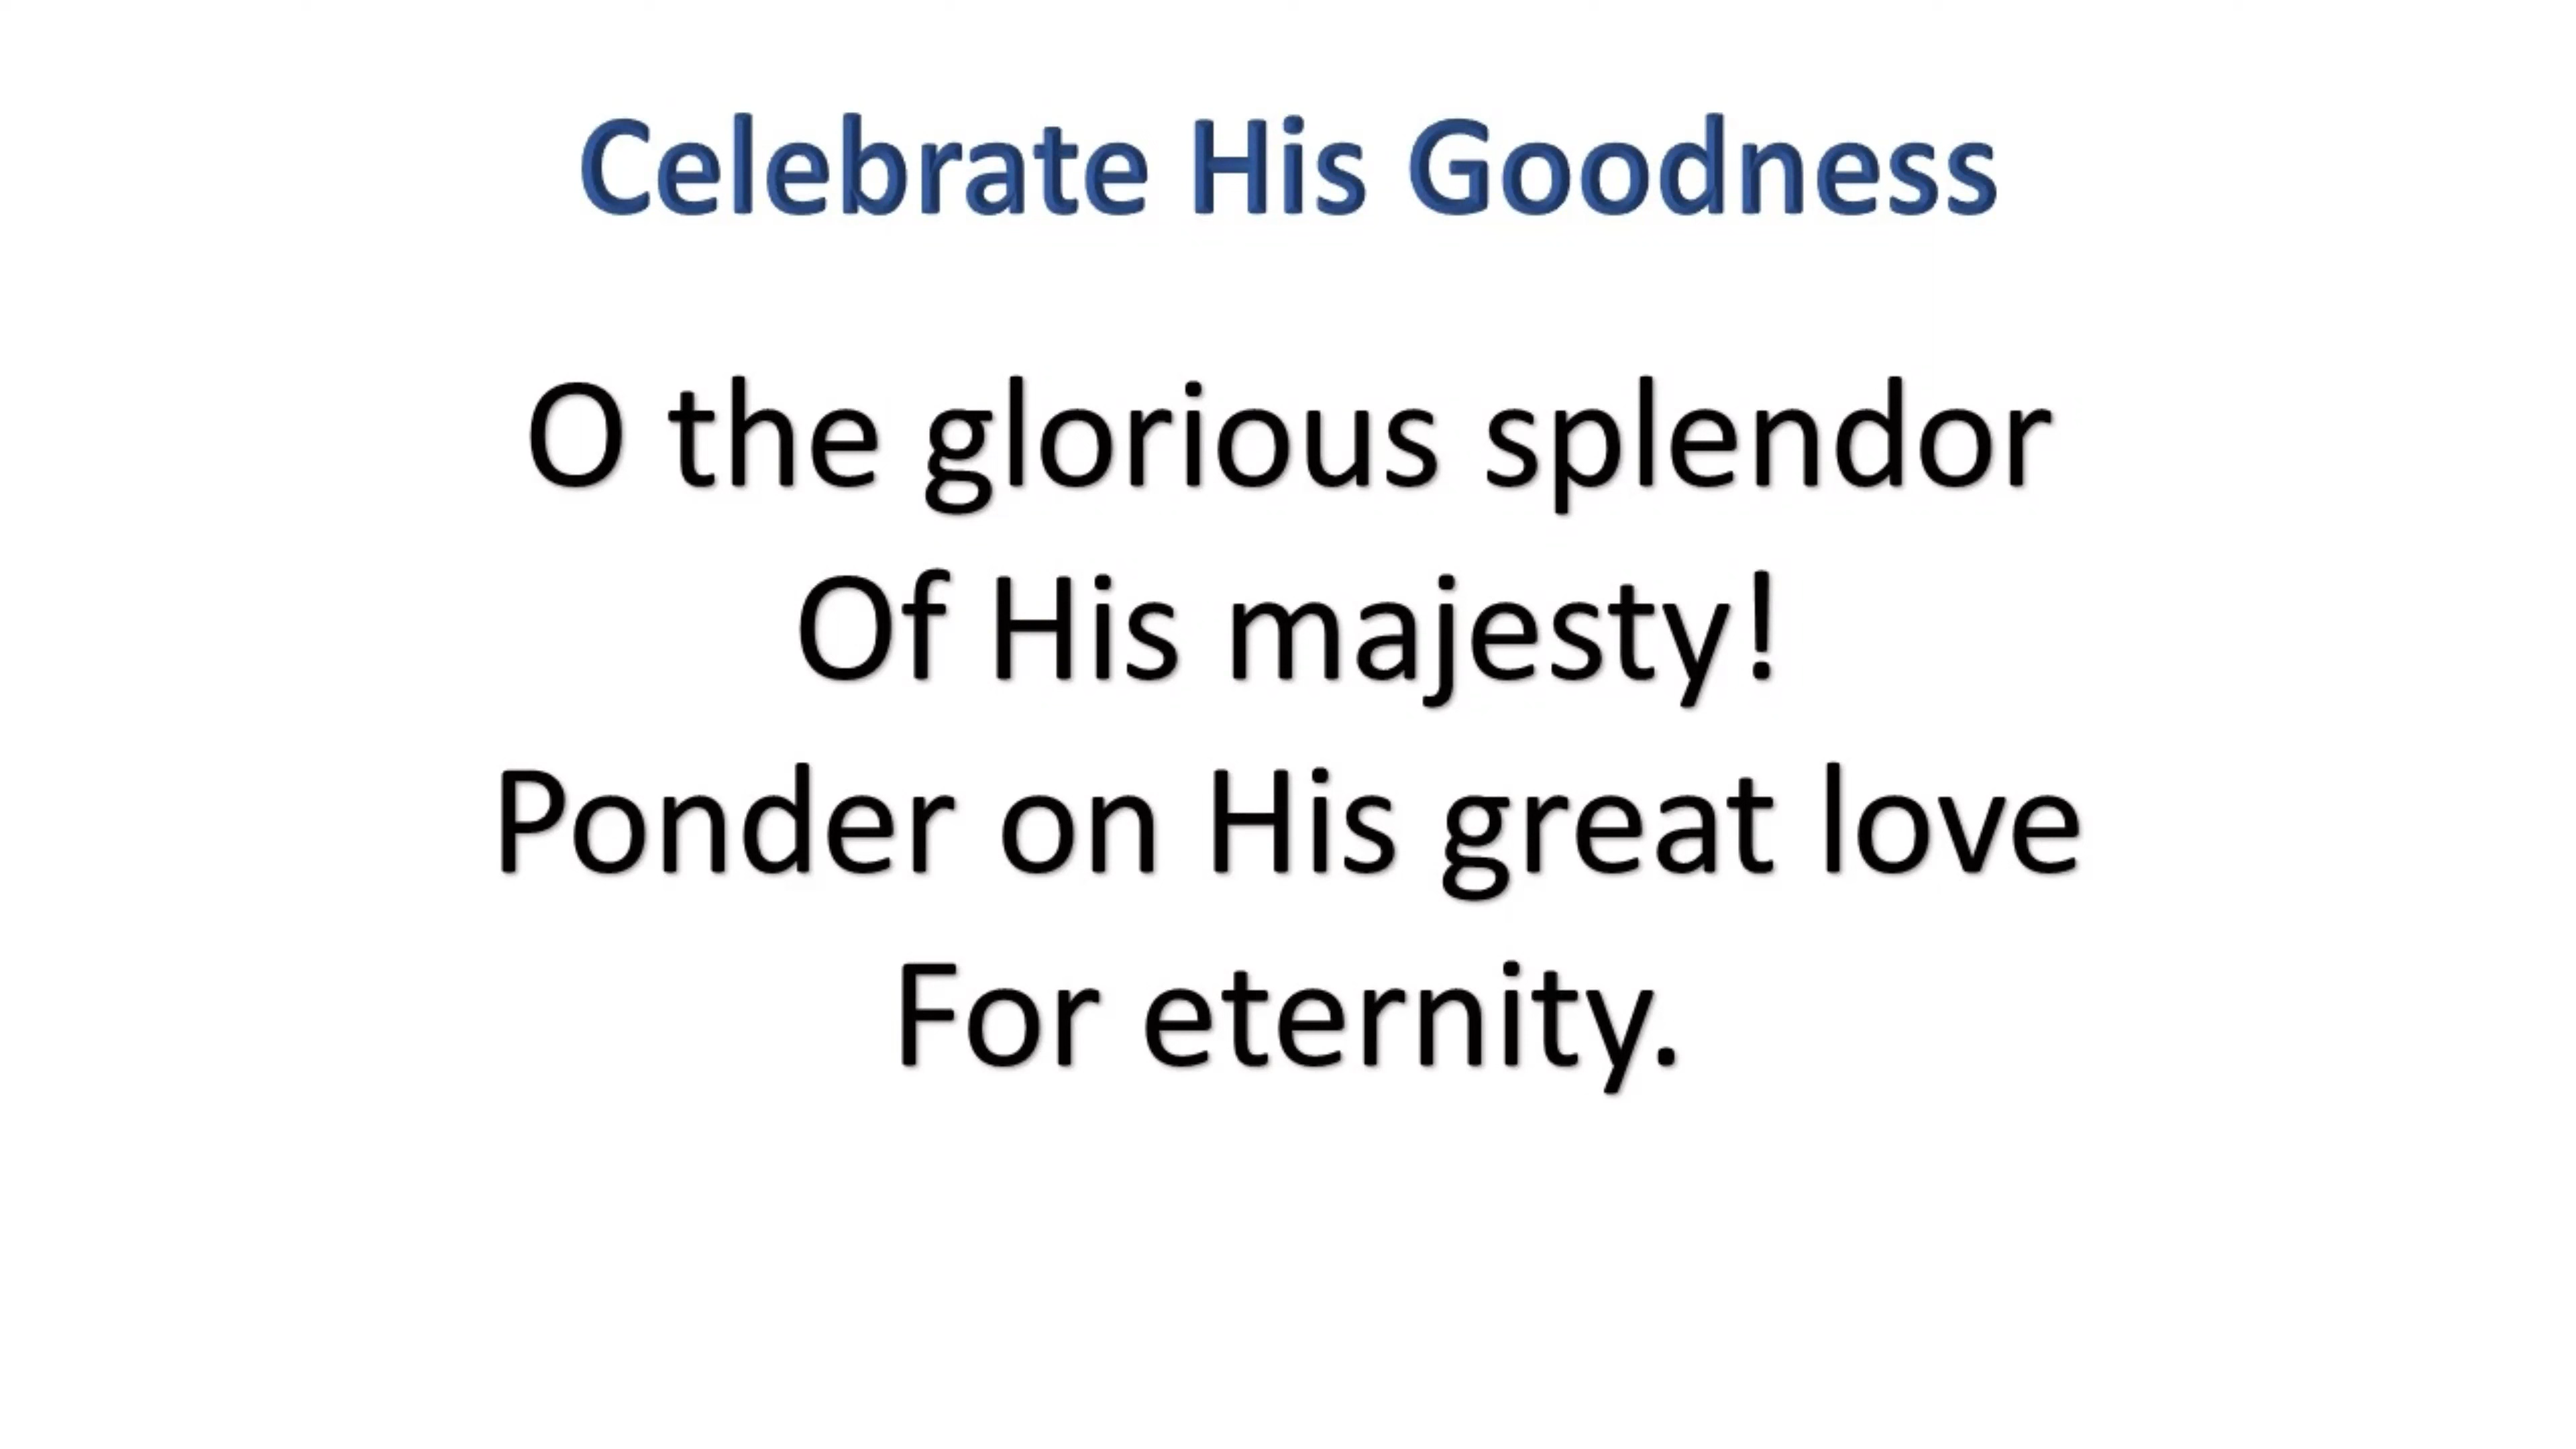 Celebrate His Goodness
O the glorious splendor
Of His majesty!
Ponder on His great love
For eternity.